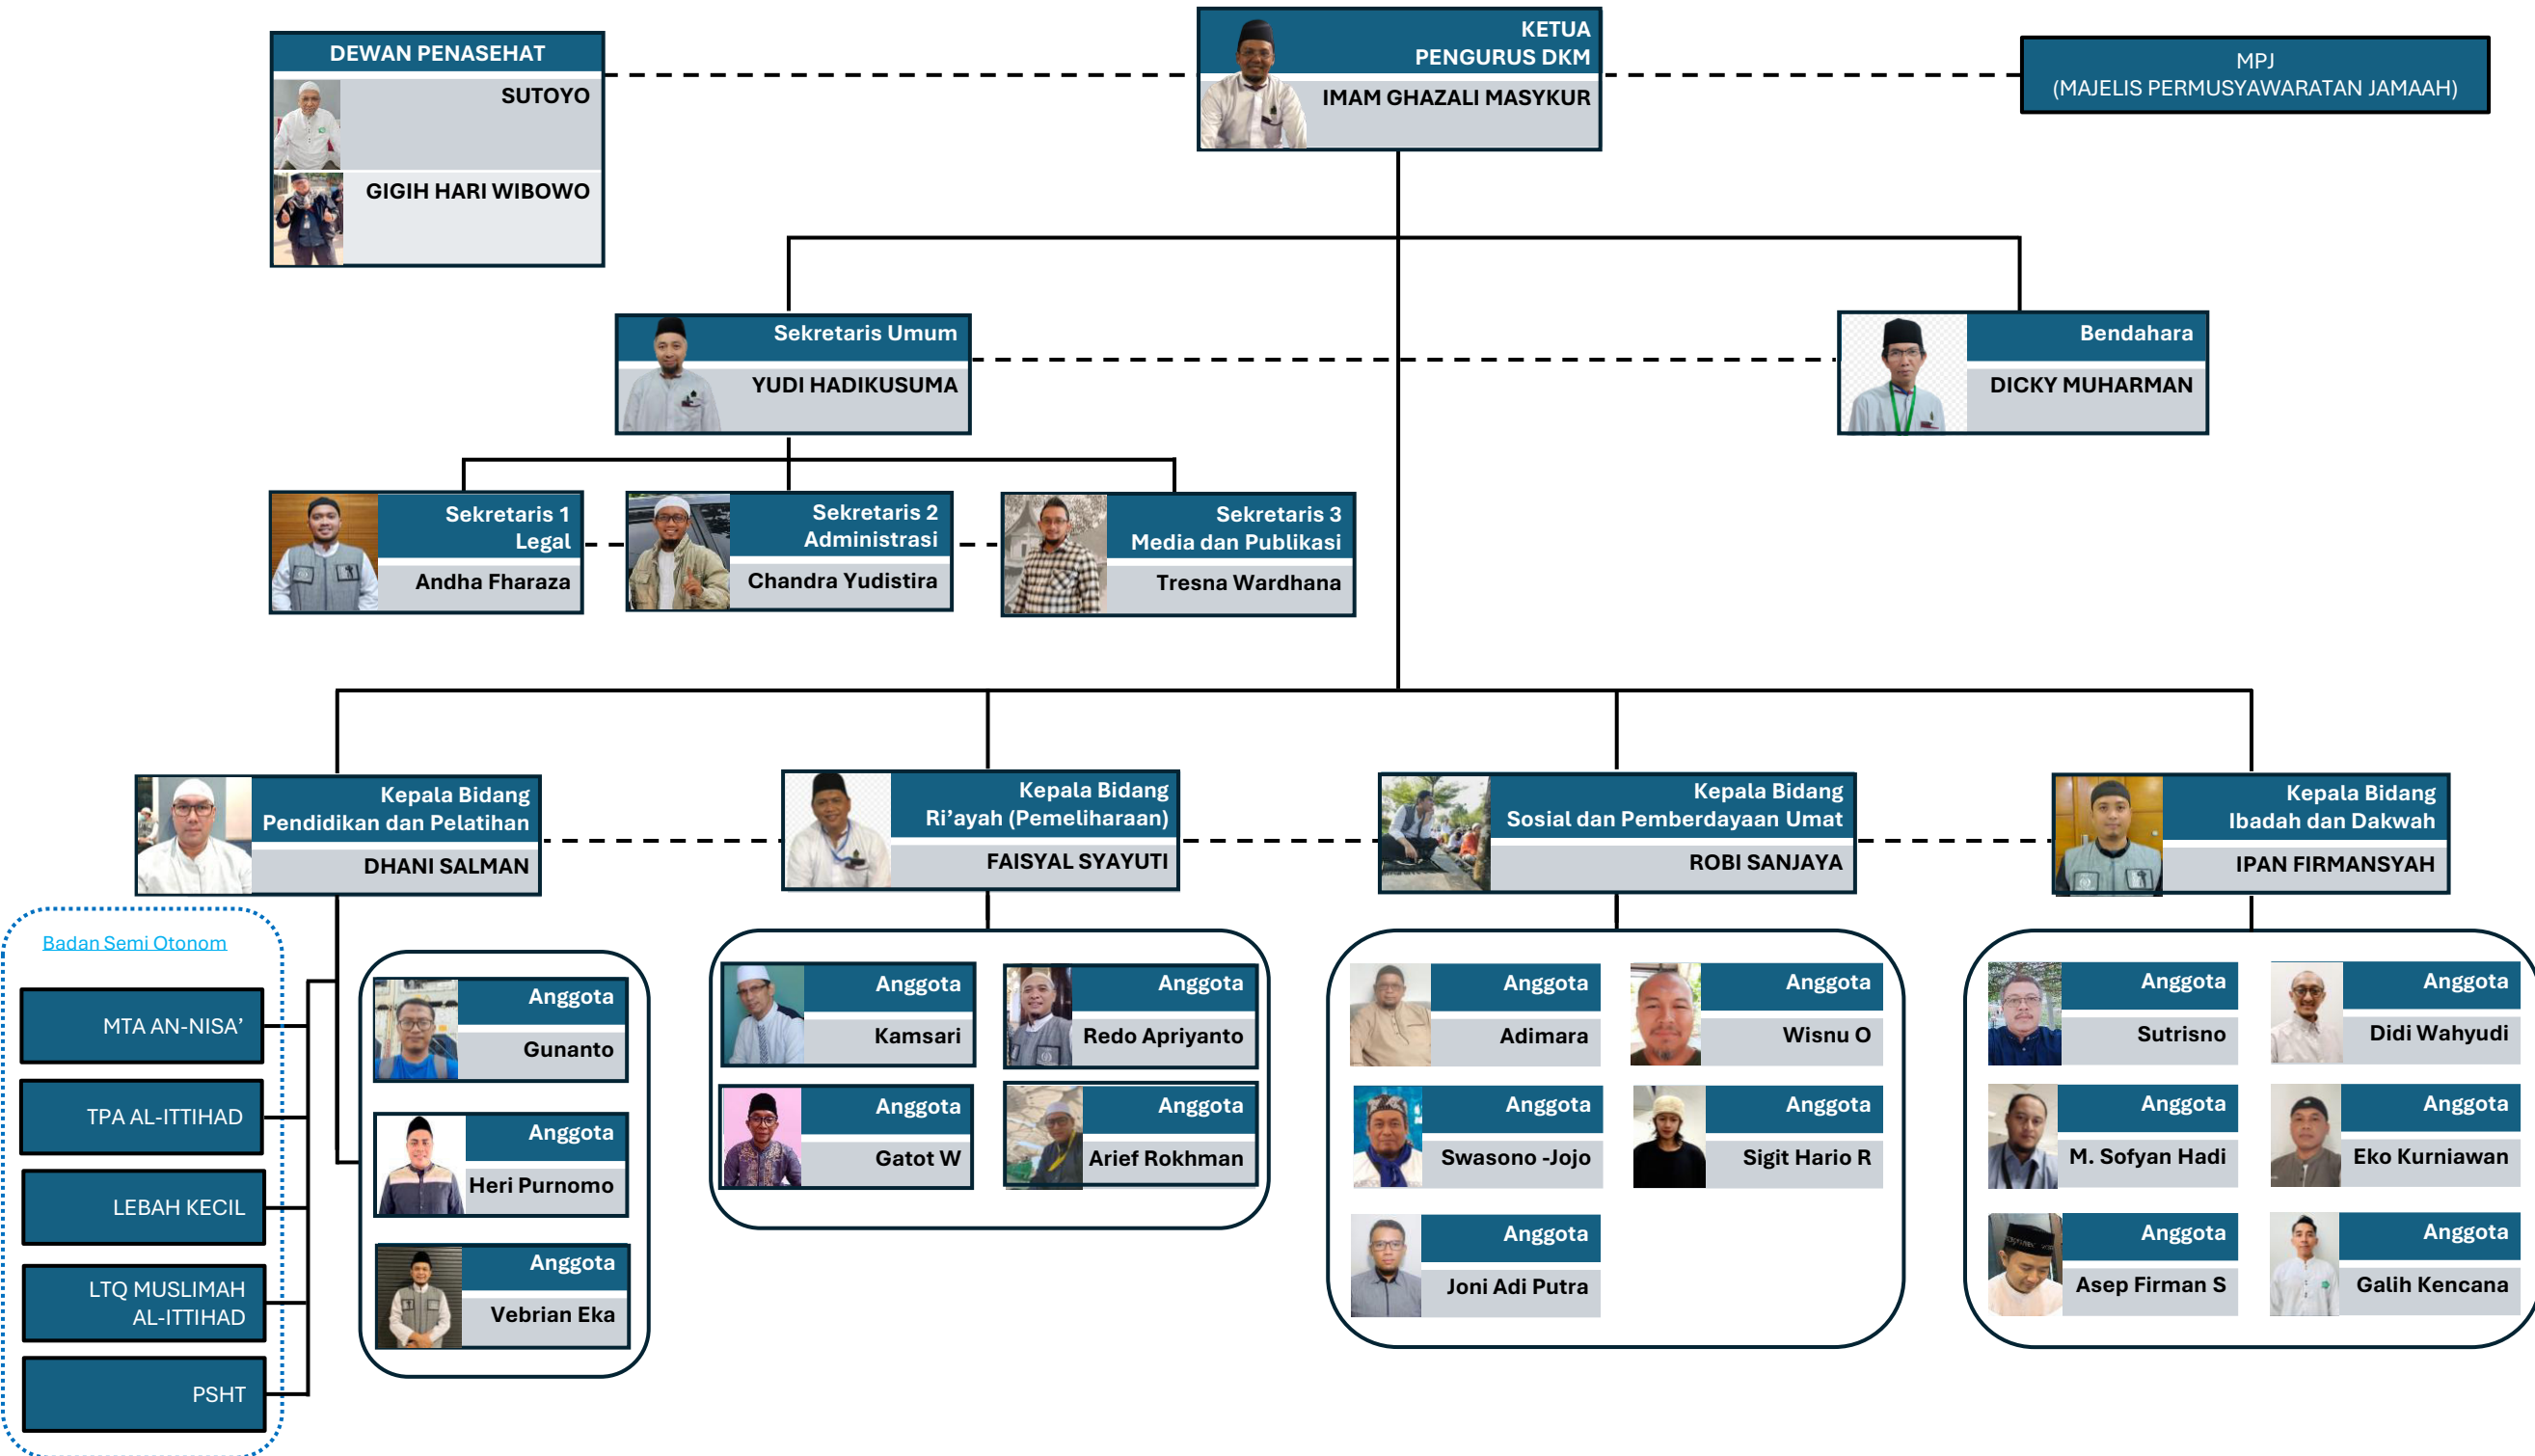 DEWAN PENASEHAT
SUTOYO
GIGIH HARI WIBOWO
KETUA
PENGURUS DKM
IMAM GHAZALI MASYKUR
MPJ
(MAJELIS PERMUSYAWARATAN JAMAAH)
Sekretaris Umum
YUDI HADIKUSUMA
Bendahara
DICKY MUHARMAN
Sekretaris 1
Legal
Andha Fharaza
Sekretaris 2
Administrasi
Chandra Yudistira
Sekretaris 3
Media dan Publikasi
Tresna Wardhana
Kepala Bidang
Pendidikan dan Pelatihan
DHANI SALMAN
Kepala Bidang
Ri’ayah (Pemeliharaan)
FAISYAL SYAYUTI
Kepala Bidang
Sosial dan Pemberdayaan Umat
ROBI SANJAYA
Kepala Bidang
Ibadah dan Dakwah
IPAN FIRMANSYAH
Badan Semi Otonom
MTA AN-NISA’
TPA AL-ITTIHAD
LEBAH KECIL
LTQ MUSLIMAH
AL-ITTIHAD
PSHT
Anggota
Gunanto
Anggota
Heri Purnomo
Anggota
Vebrian Eka
Anggota
Kamsari
Anggota
Redo Apriyanto
Anggota
Gatot W
Anggota
Arief Rokhman
Anggota
Adimara
Anggota
Wisnu O
Anggota
Swasono -Jojo
Anggota
Sigit Hario R
Anggota
Joni Adi Putra
Anggota
Sutrisno
Anggota
Didi Wahyudi
Anggota
M. Sofyan Hadi
Anggota
Eko Kurniawan
Anggota
Asep Firman S
Anggota
Galih Kencana